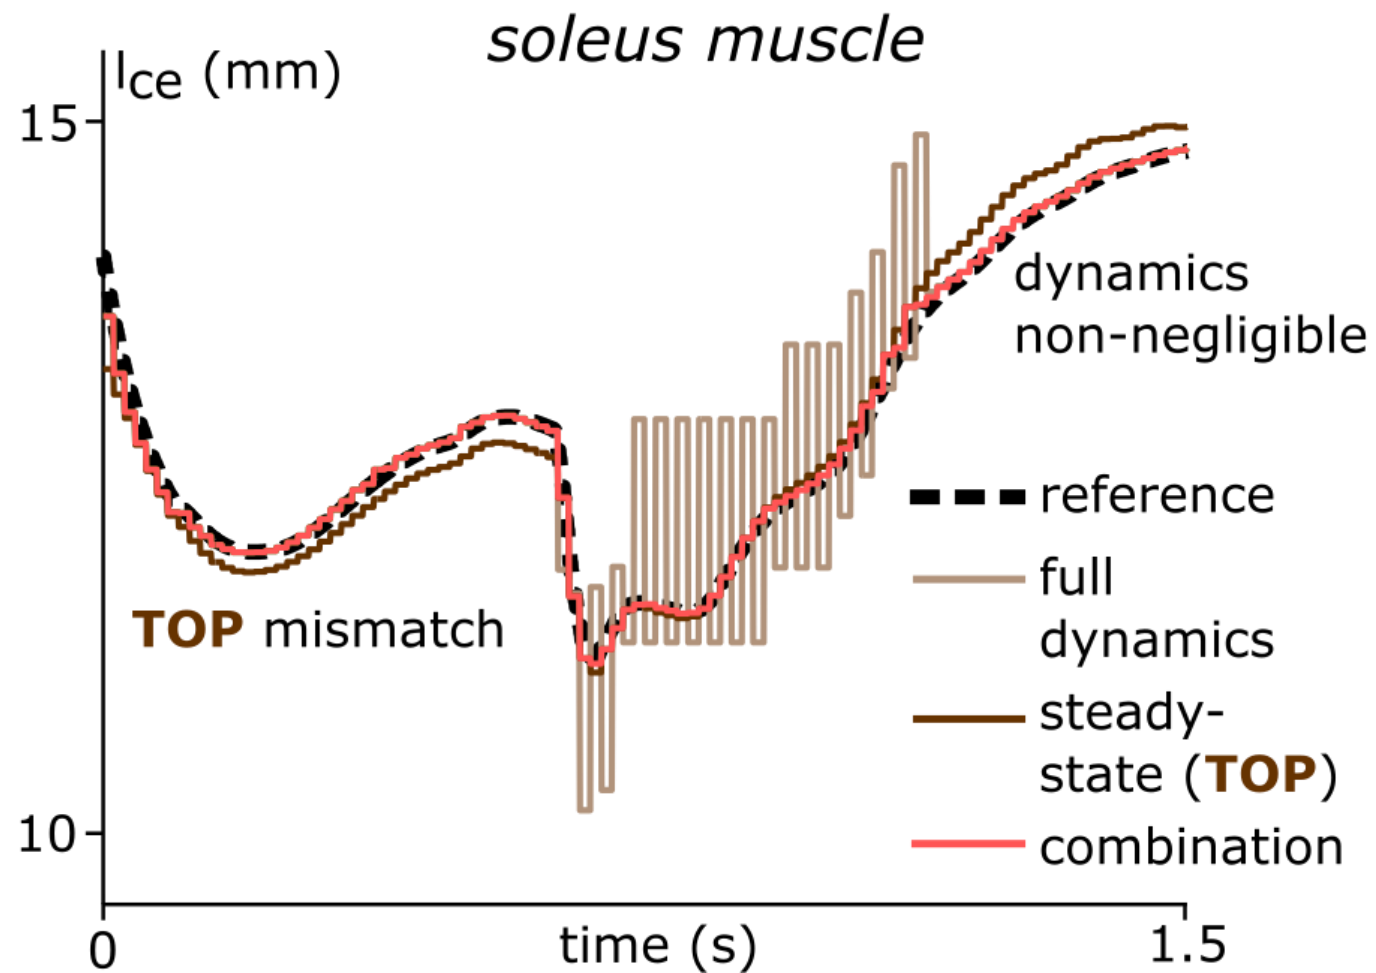 soleus muscle
lce (mm)
15
dynamics
non-negligible
reference
full
dynamics
TOP mismatch
steady-
state (TOP)
10
combination
0
time (s)
1.5